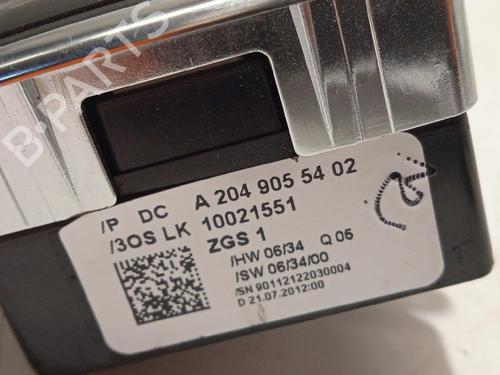 B-PARTS
/P DC A 204 905 54 02
/3OS LK 10021551
ZGS 1
/HW 06/34 Q 05
/SW 06/34/00
/SN 90112122030004
D 21.07.2012:00